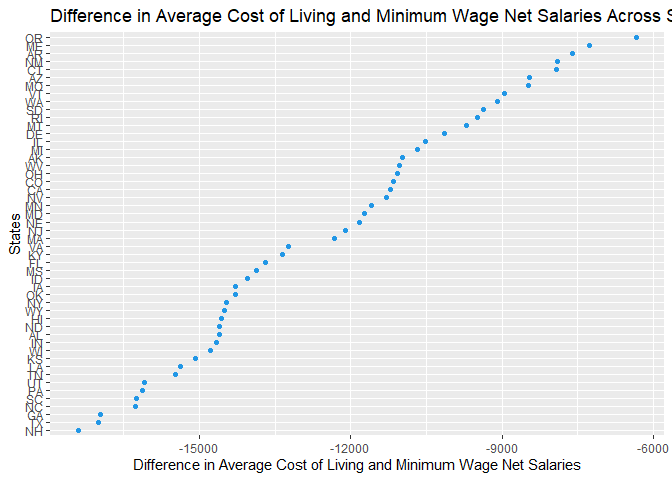 Difference in Average Cost of Living and Minimum Wage Net Salaries Across S
OR
ME
AR
NM
CT
AZ
MO
VT
WA
SD
RI
MT
DE
IL
MI
AK
WV
OH
CO
CA
NV
MN
MD
NE
NJ
MA
VA
KY
FL
MS
ID
IA
OK
NY
WY
HI
ND
AL
IN
WI
KS
LA
TN
UT
PA
SC
NC
GA
TX
NH
States
-15000
-12000
-9000
-6000
Difference in Average Cost of Living and Minimum Wage Net Salaries